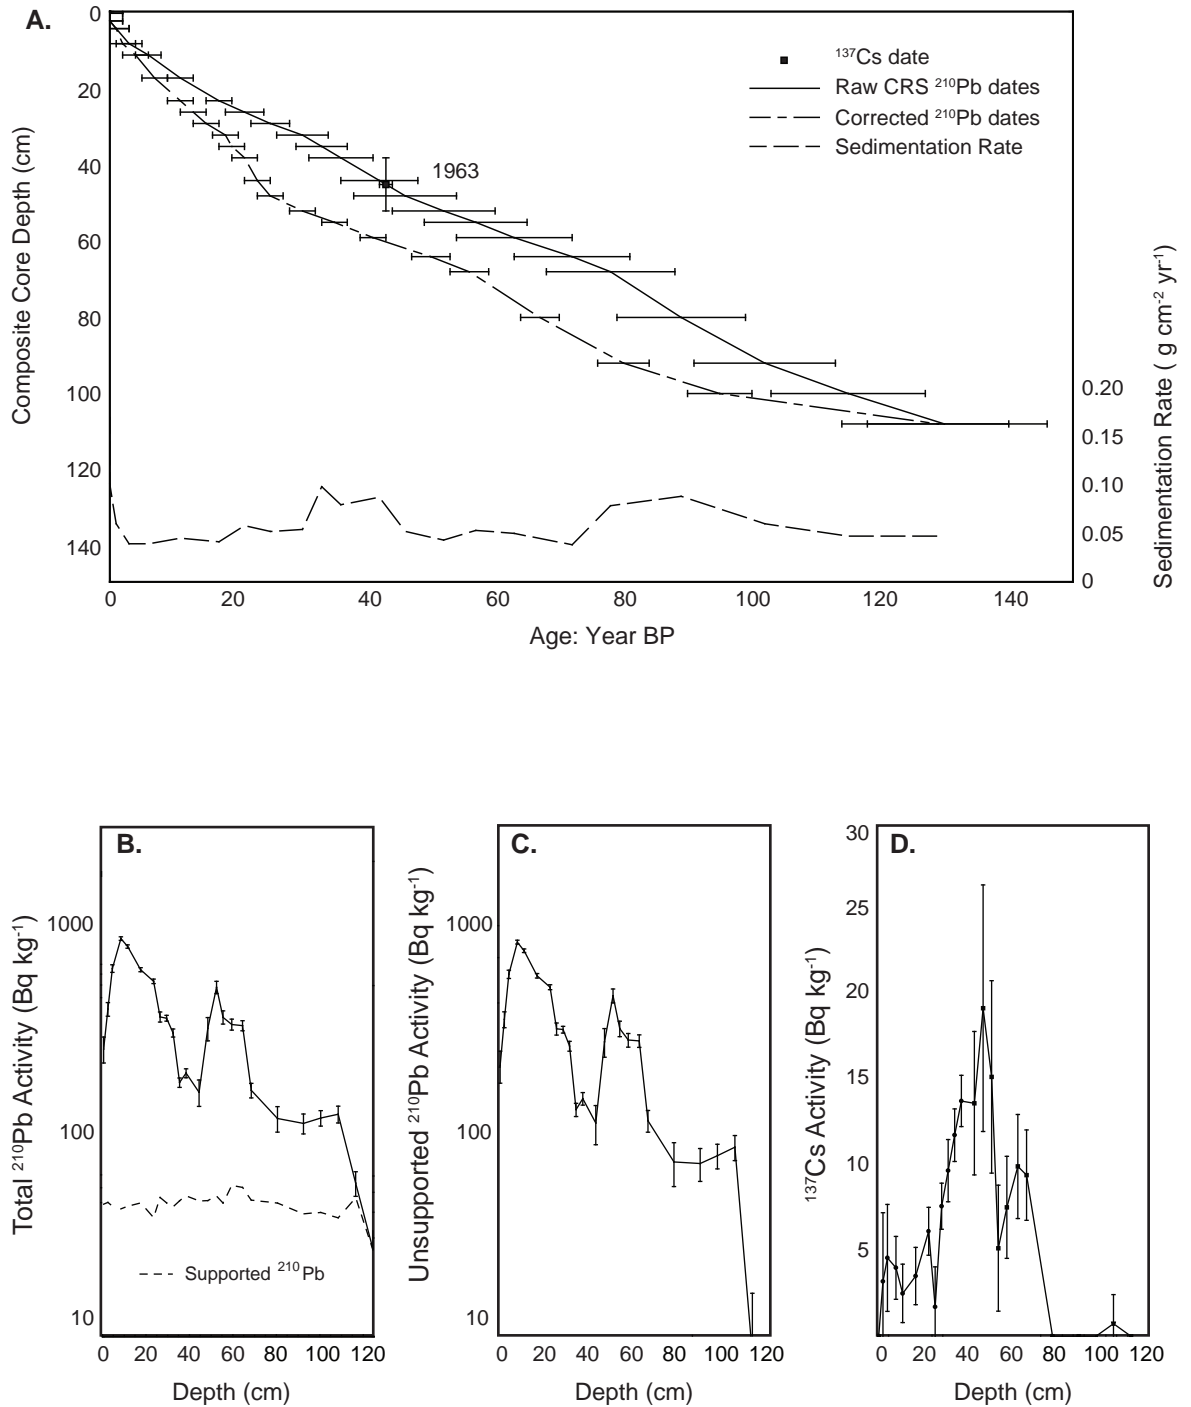 A.
0
20
40
60
80
100
120
140
Composite Core Depth (cm)
¹³⁷Cs date
Raw CRS ²¹⁰Pb dates
Corrected ²¹⁰Pb dates
Sedimentation Rate
1963
0.20
0.15
0.10
0.05
0
Sedimentation Rate ( g cm⁻² yr⁻¹)
0 20 40 60 80 100 120 140
Age: Year BP
B.
1000
100
10
Total ²¹⁰Pb Activity (Bq kg⁻¹)
Supported ²¹⁰Pb
0 20 40 60 80 100 120
Depth (cm)
C.
1000
100
10
Unsupported ²¹⁰Pb Activity (Bq kg⁻¹)
0 20 40 60 80 100 120
Depth (cm)
D.
30
25
20
15
10
5
¹³⁷Cs Activity (Bq kg⁻¹)
0 20 40 60 80 100 120
Depth (cm)